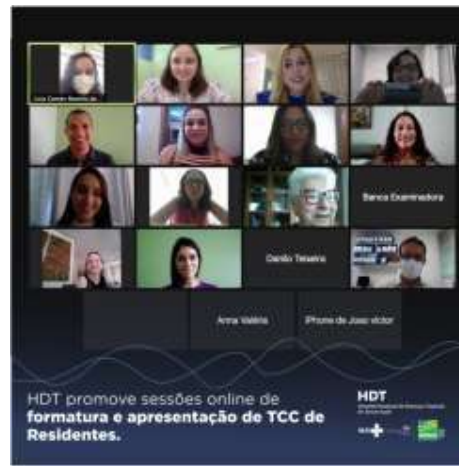 Banca Examinadora
Danilo Teixeira
Anna Valéria
iPhone de Joao victor
HDT promove sessões online de
formatura e apresentação de TCC de
Residentes.
HDT